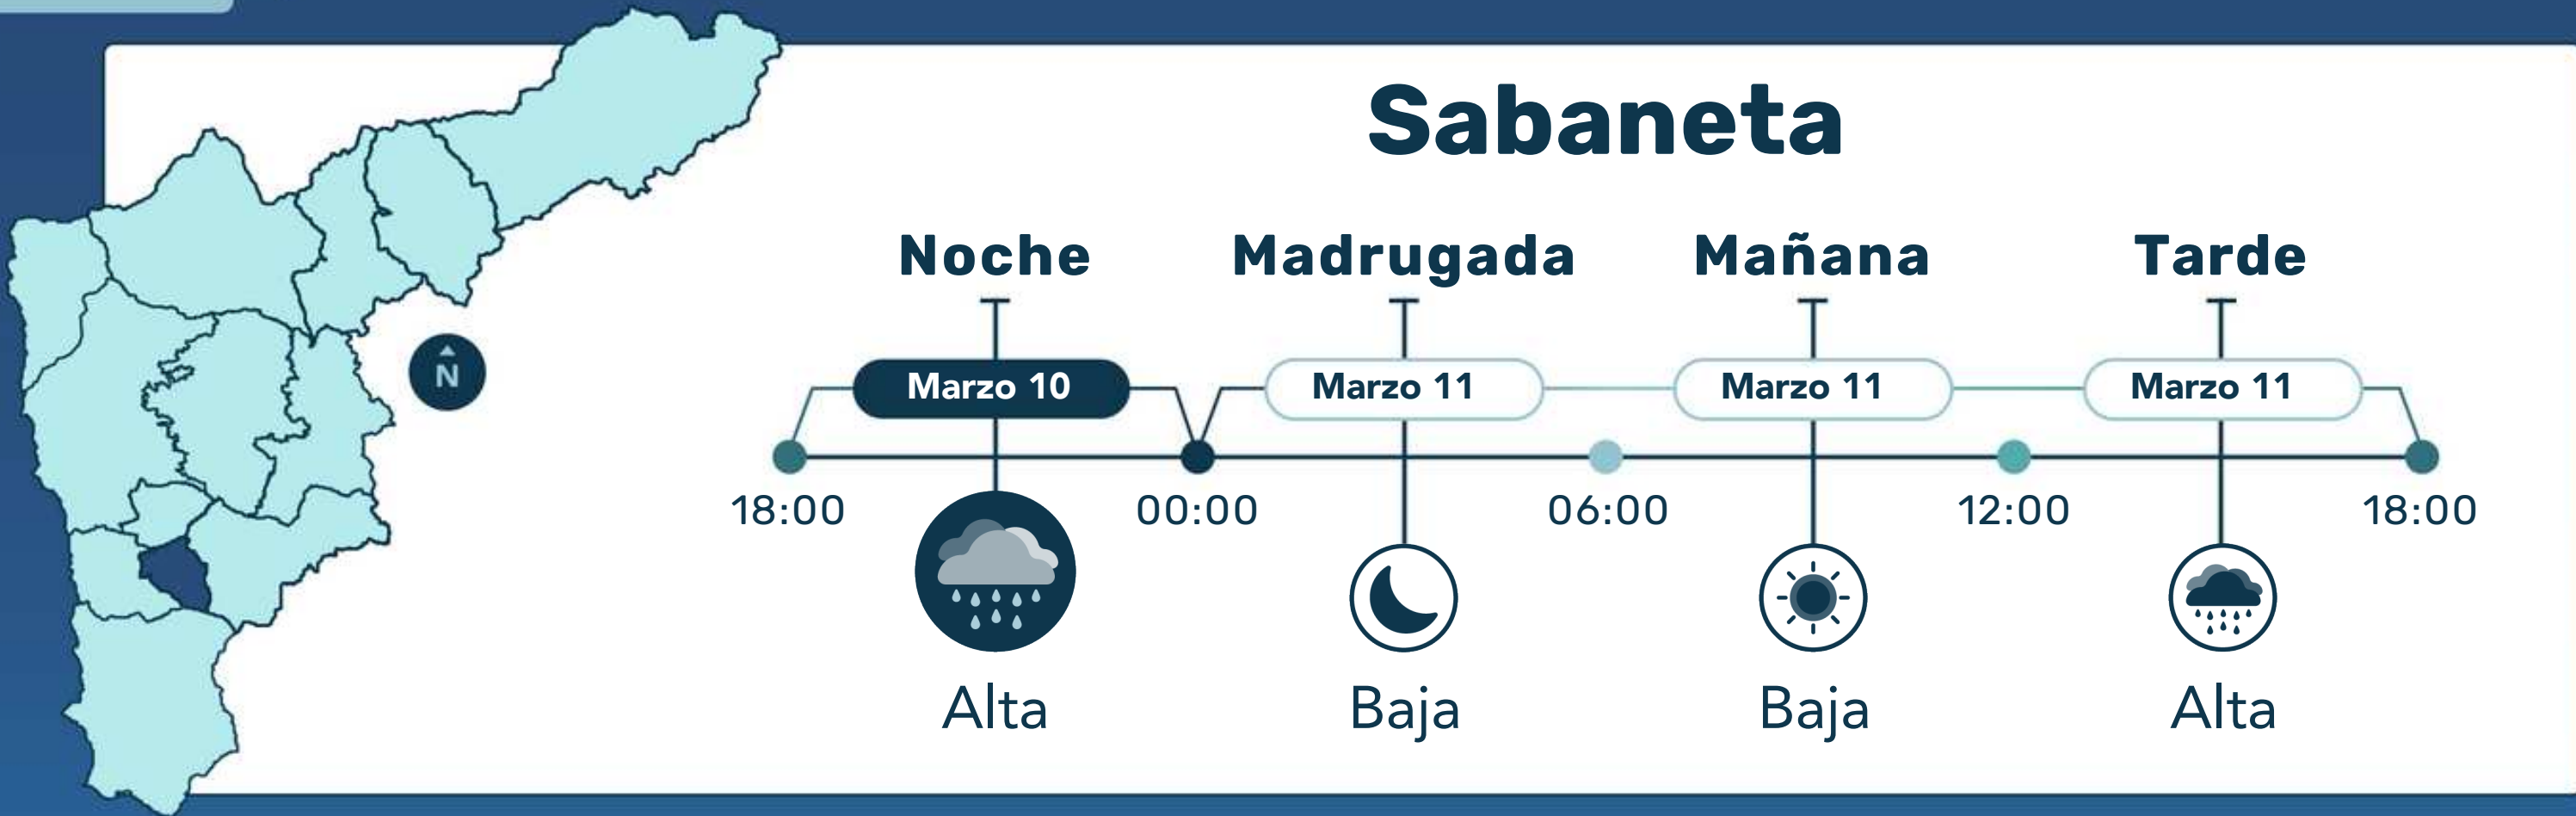 Sabaneta
Noche Madrugada Mañana Tarde
Marzo 10 Marzo 11 Marzo 11 Marzo 11
N
18:00 00:00 06:00 12:00 18:00
Alta Baja Baja Alta